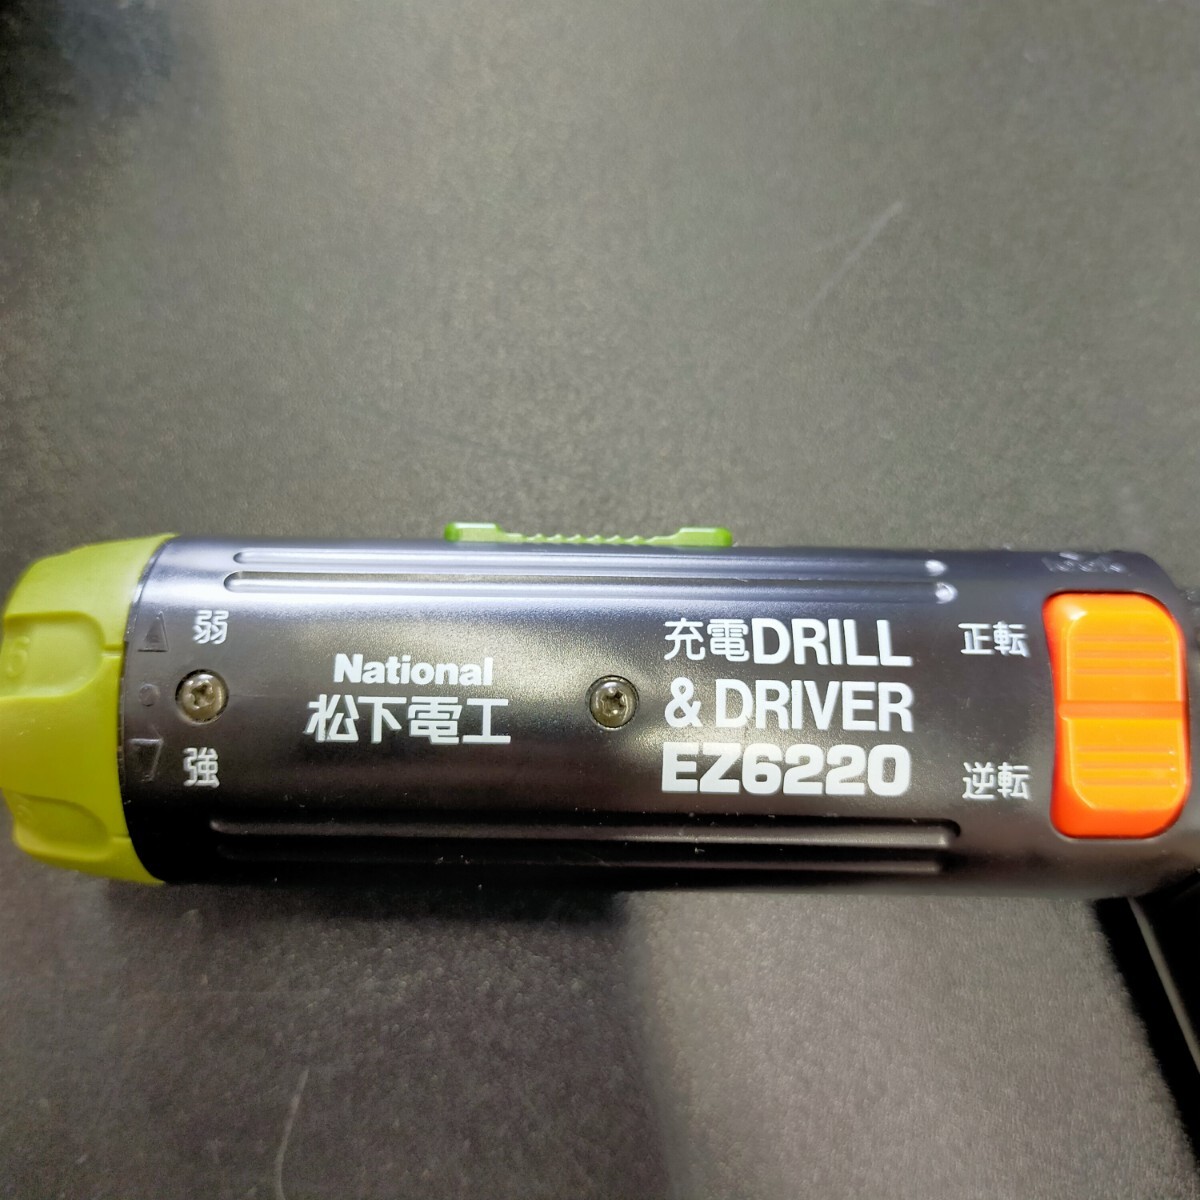 弱
強
National
松下電工
充電DRILL
& DRIVER
EZ6220
正転
逆転